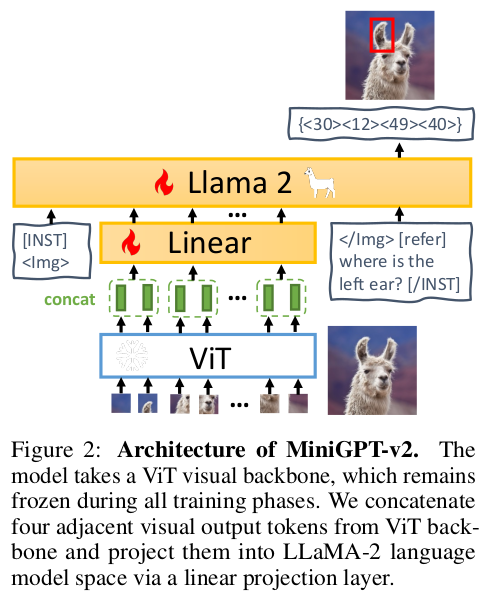 {<30><12><49><40>}
Llama 2
...
[INST]
<Img>
Linear
</Img> [refer]
where is the
left ear? [/INST]
concat
...
ViT
...
Figure 2: Architecture of MiniGPT-v2. The
model takes a ViT visual backbone, which remains
frozen during all training phases. We concatenate
four adjacent visual output tokens from ViT back-
bone and project them into LLaMA-2 language
model space via a linear projection layer.